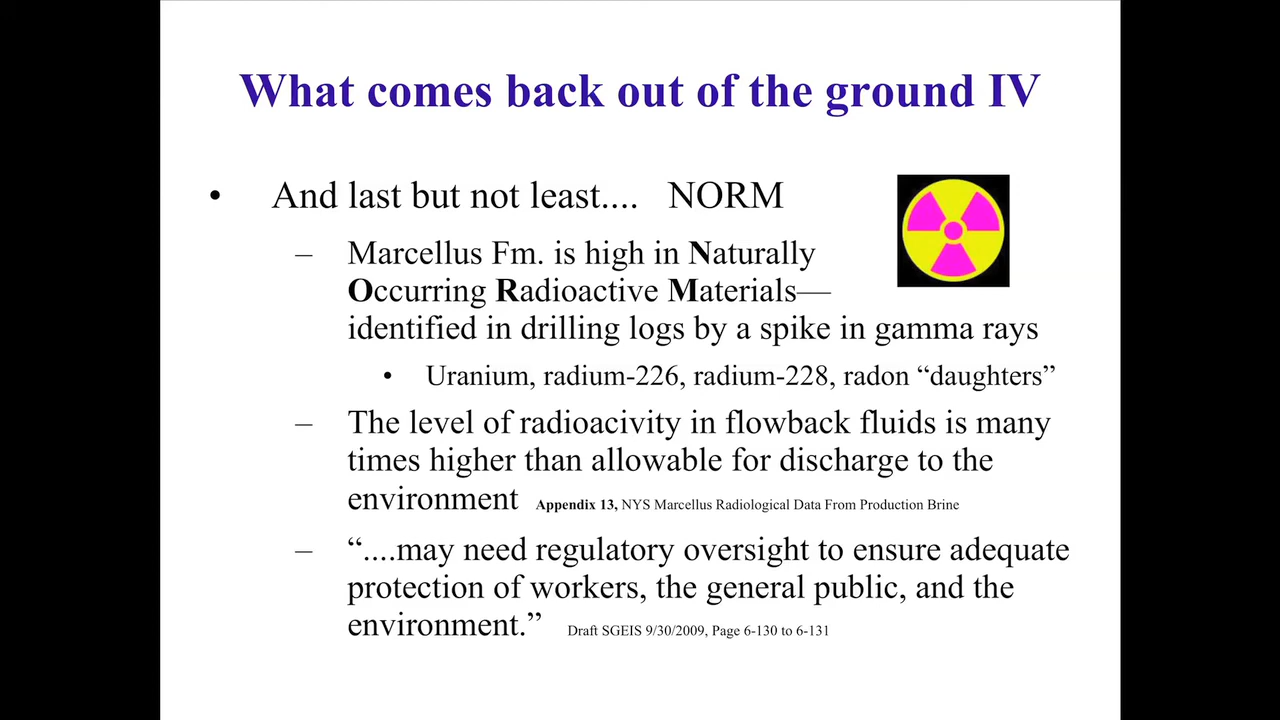 What comes back out of the ground IV
• And last but not least.... NORM
– Marcellus Fm. is high in Naturally
Occurring Radioactive Materials—
identified in drilling logs by a spike in gamma rays
• Uranium, radium-226, radium-228, radon “daughters”
– The level of radioacivity in flowback fluids is many
times higher than allowable for discharge to the
environment Appendix 13, NYS Marcellus Radiological Data From Production Brine
– “....may need regulatory oversight to ensure adequate
protection of workers, the general public, and the
environment.” Draft SGEIS 9/30/2009, Page 6-130 to 6-131